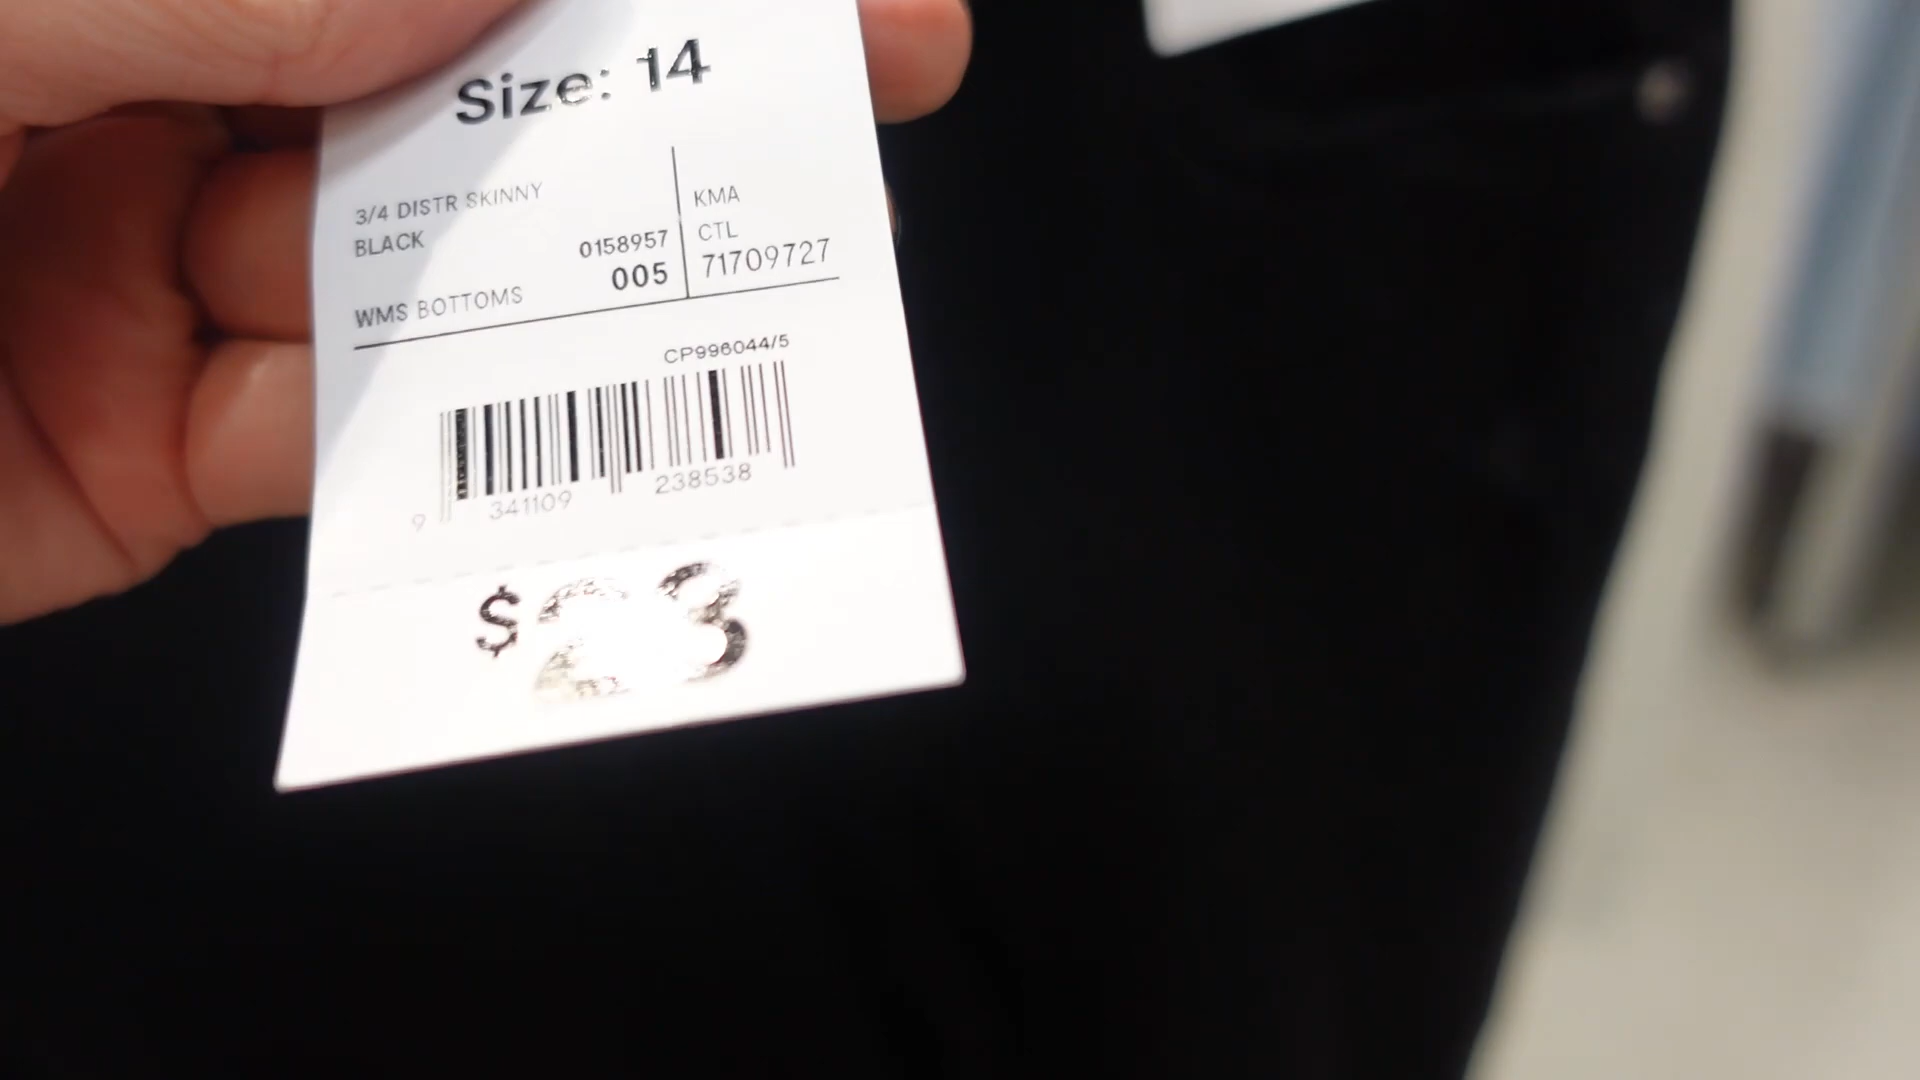 Size: 14
3/4 DISTR SKINNY
BLACK
0158957
005
WMS BOTTOMS
KMA
CTL
71709727
CP996044/5
9 341109 238538
$23